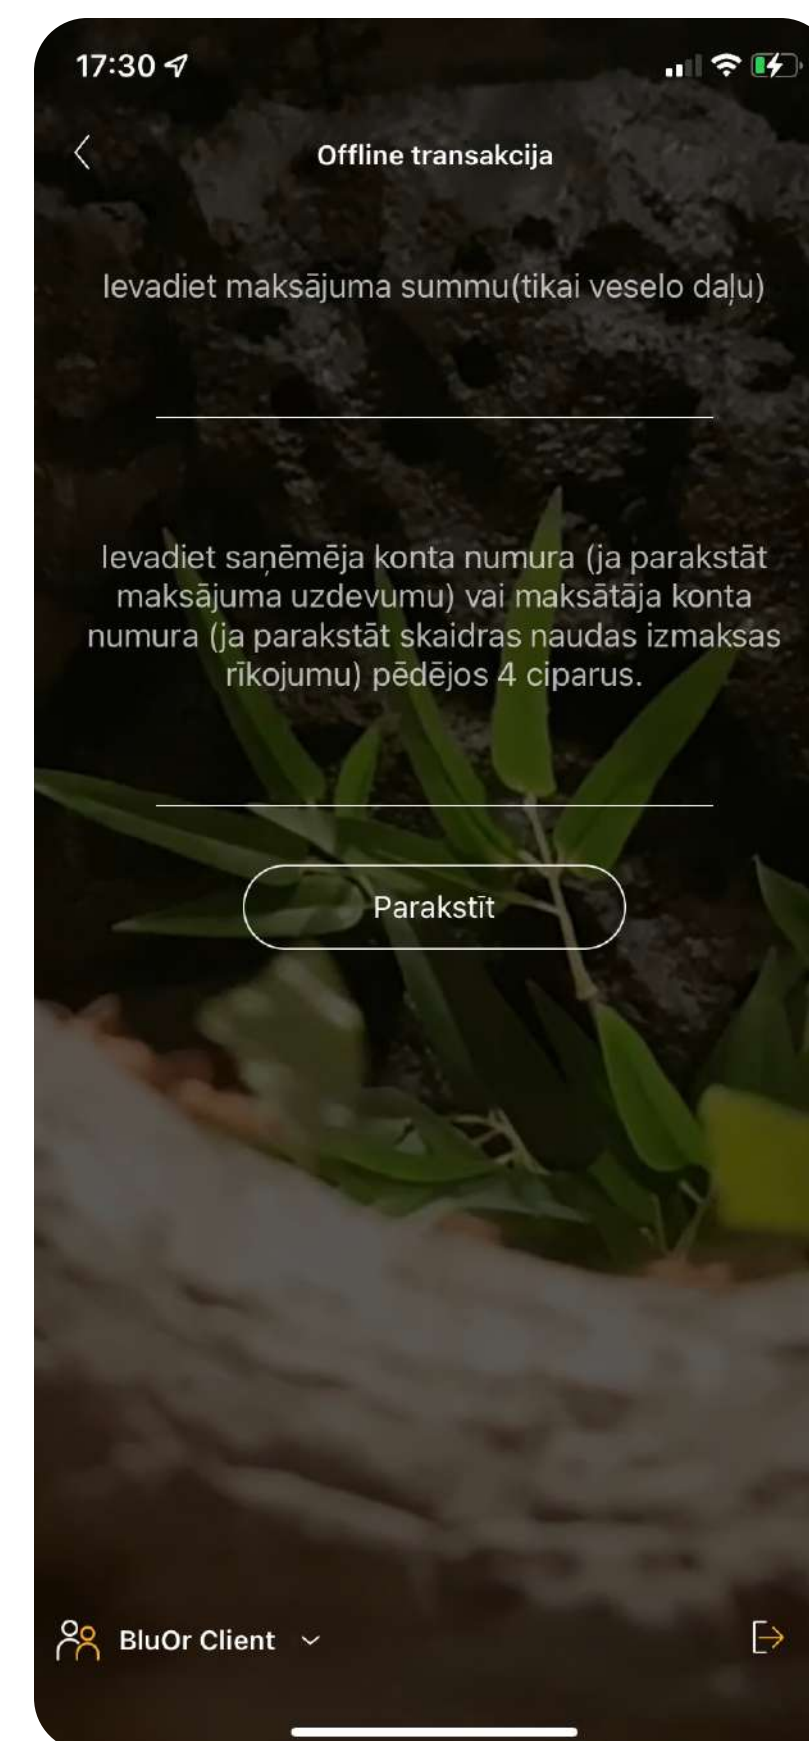 17:30
Offline transakcija
Ievadiet maksājuma summu(tikai veselo daļu)
Ievadiet saņēmēja konta numura (ja parakstāt
maksājuma uzdevumu) vai maksātāja konta
numura (ja parakstāt skaidras naudas izmaksas
rīkojumu) pēdējos 4 ciparus.
Parakstīt
BluOr Client